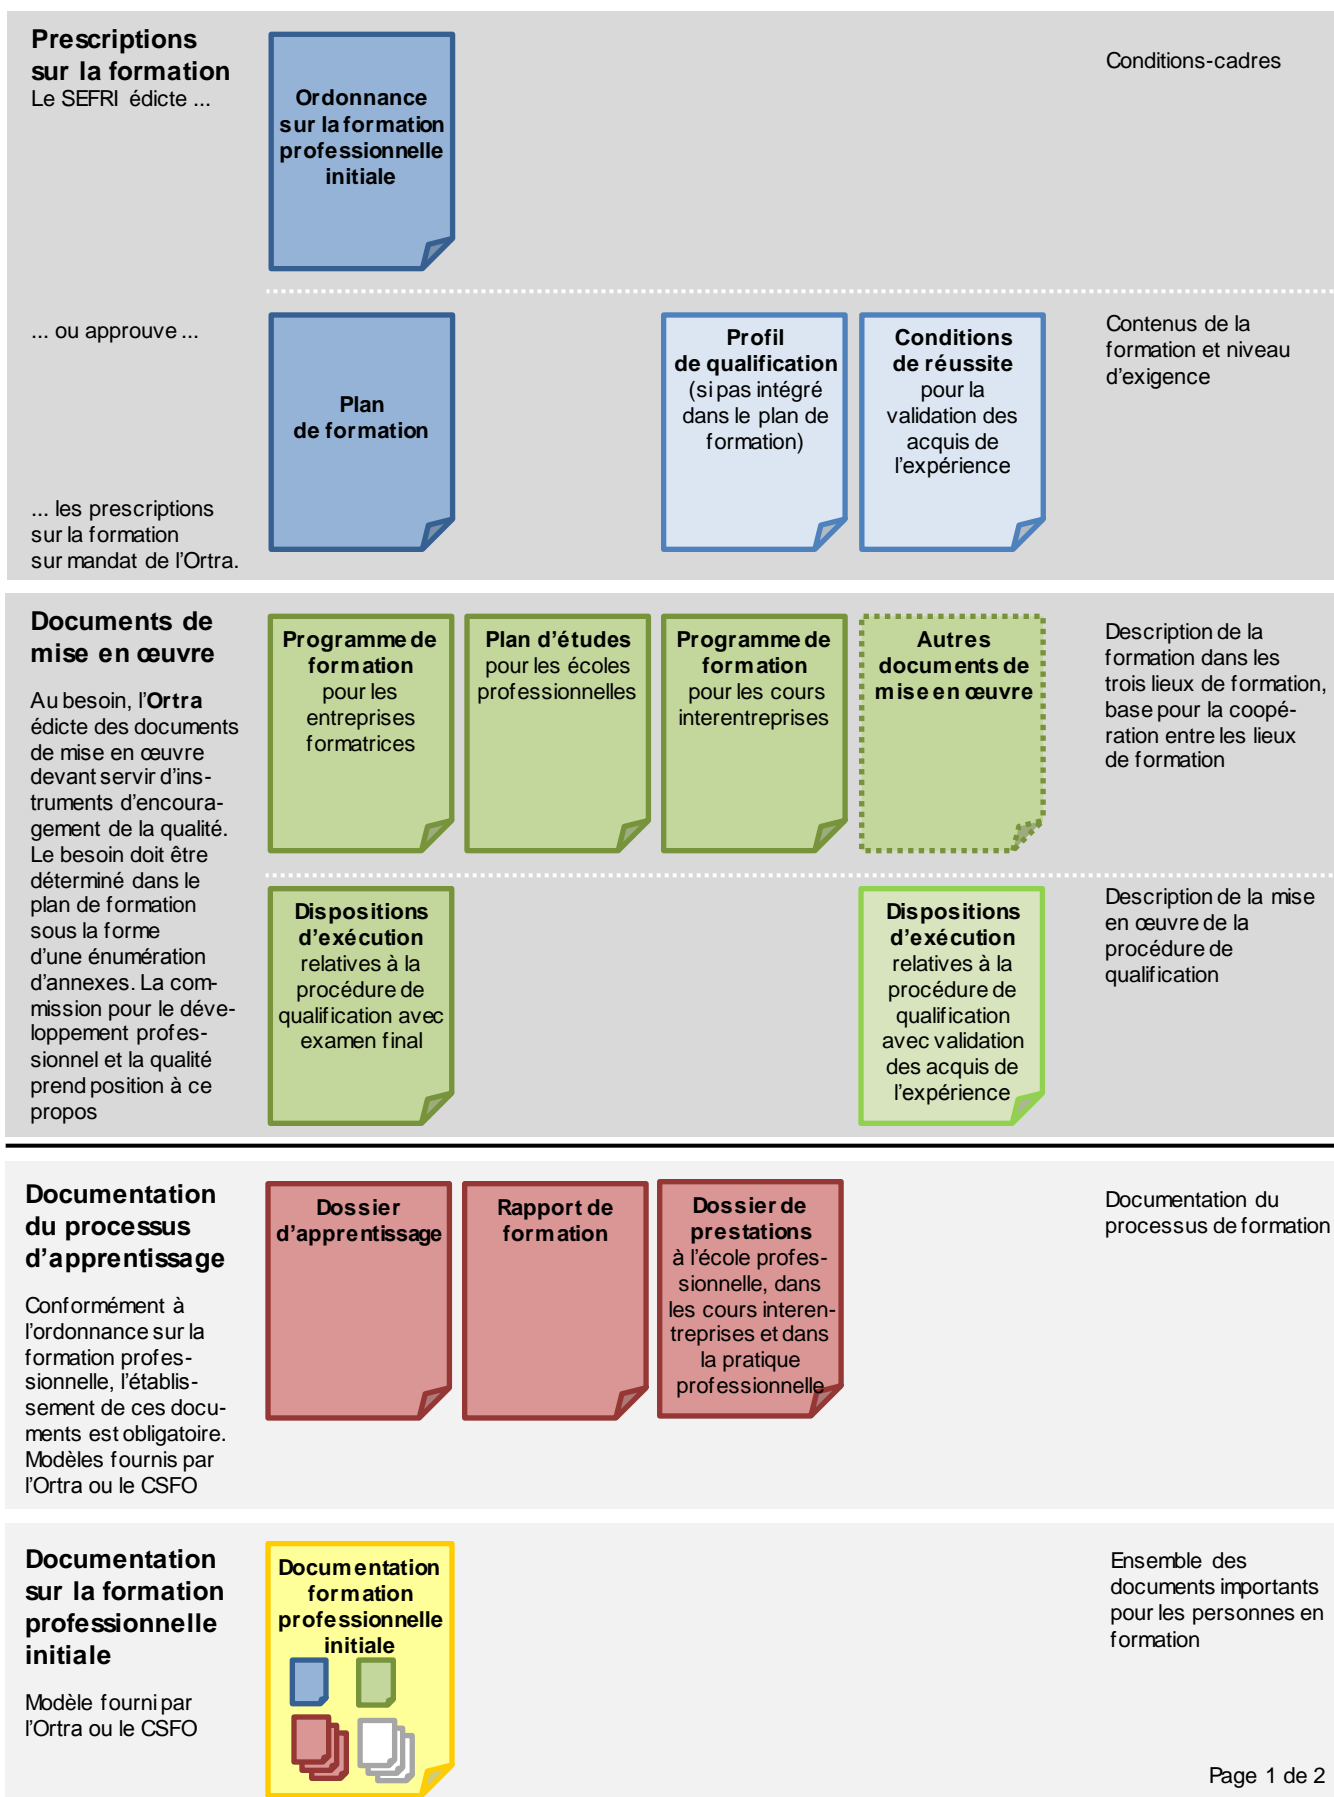 Prescriptions
sur la formation
Le SEFRI édicte ...
Ordonnance
sur la formation
professionnelle
initiale
Conditions-cadres
... ou approuve ...
... les prescriptions
sur la formation
sur mandat de l'Ortra.
Plan
de formation
Profil
de qualification
(si pas intégré
dans le plan de
formation)
Conditions
de réussite
pour la
validation des
acquis de
l'expérience
Contenus de la
formation et niveau
d'exigence
Documents de
mise en œuvre
Au besoin, l'Ortra
édicte des documents
de mise en œuvre
devant servir d'ins-
truments d'encoura-
gement de la qualité.
Le besoin doit être
déterminé dans le
plan de formation
sous la forme
d'une énumération
d'annexes. La com-
mission pour le déve-
loppement profes-
sionnel et la qualité
prend position à ce
propos
Programme de
formation
pour les
entreprises
formatrices
Plan d'études
pour les écoles
professionnelles
Programme de
formation
pour les cours
interentreprises
Autres
documents de
mise en œuvre
Description de la
formation dans les
trois lieux de formation,
base pour la coopé-
ration entre les lieux
de formation
Dispositions
d'exécution
relatives à la
procédure de
qualification avec
examen final
Dispositions
d'exécution
relatives à la
procédure de
qualification
avec validation
des acquis de
l'expérience
Description de la mise
en œuvre de la
procédure de
qualification
Documentation
du processus
d'apprentissage
Conformément à
l'ordonnance sur la
formation profes-
sionnelle, l'établis-
sement de ces docu-
ments est obligatoire.
Modèles fournis par
l'Ortra ou le CSFO
Dossier
d'apprentissage
Rapport de
formation
Dossier de
prestations
à l'école profes-
sionnelle, dans
les cours interen-
treprises et dans
la pratique
professionnelle
Documentation du
processus de formation
Documentation
sur la formation
professionnelle
initiale
Modèle fourni par
l'Ortra ou le CSFO
Documentation
formation
professionnelle
initiale
Ensemble des
documents importants
pour les personnes en
formation
Page 1 de 2